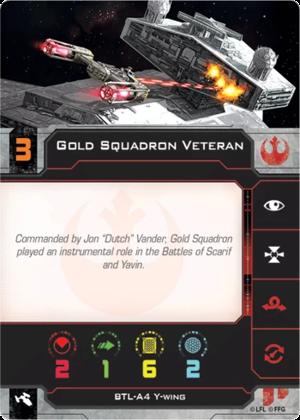 3
GOLD SQUADRON VETERAN
Commanded by Jon "Dutch" Vander, Gold Squadron
played an instrumental role in the Battles of Scarif
and Yavin.
2 1 6 2
BTL-A4 Y-WING
©LFL ©FFG